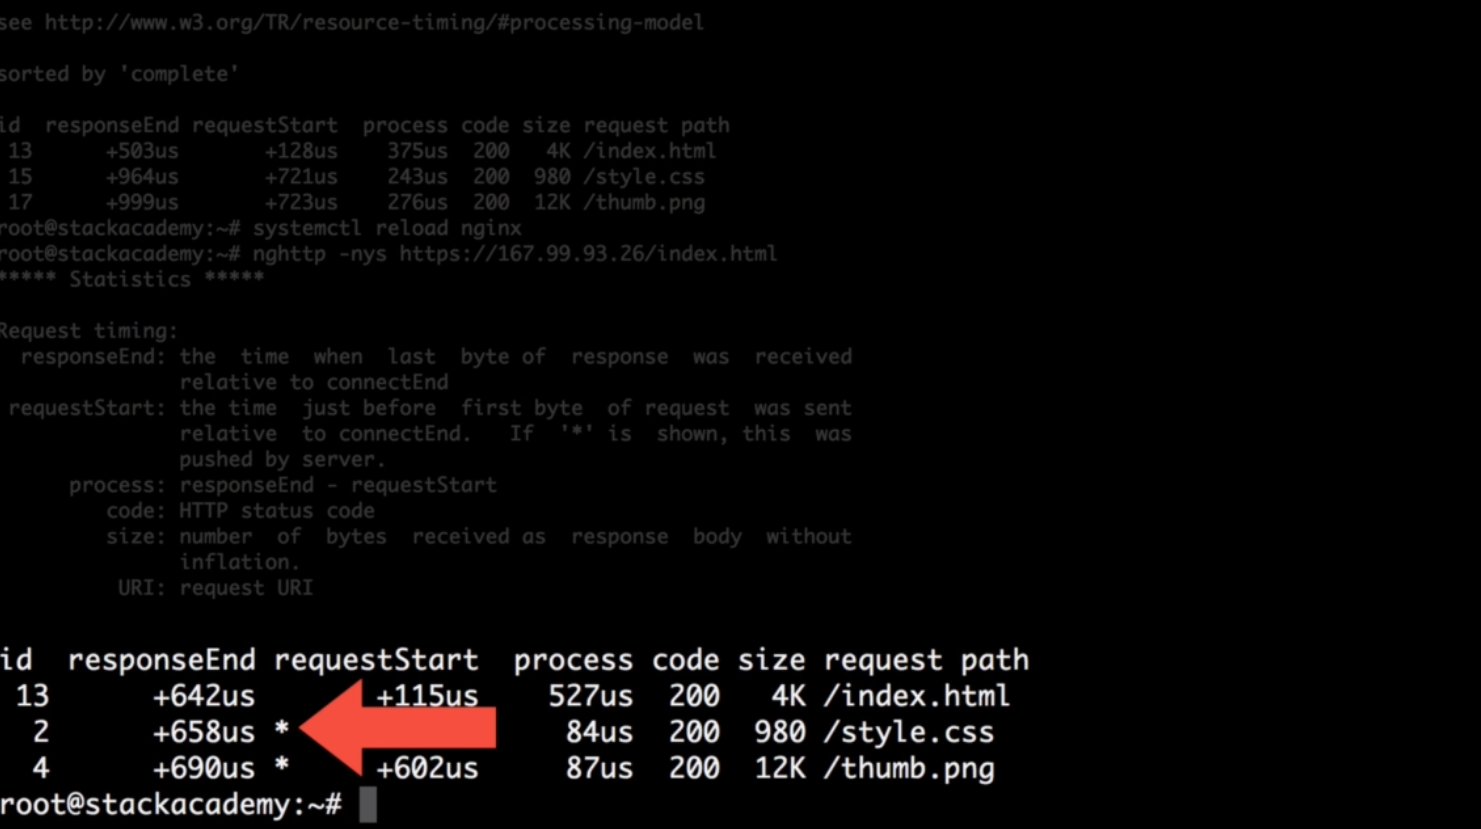 see http://www.w3.org/TR/resource-timing/#processing-model
sorted by 'complete'
id responseEnd requestStart process code size request path
13 +503us +128us 375us 200 4K /index.html
15 +964us +721us 243us 200 980 /style.css
17 +999us +723us 276us 200 12K /thumb.png
root@stackacademy:~# systemctl reload nginx
root@stackacademy:~# nghttp -nys https://167.99.93.26/index.html
***** Statistics *****
Request timing:
responseEnd: the time when last byte of response was received
relative to connectEnd
requestStart: the time just before first byte of request was sent
relative to connectEnd. If '*' is shown, this was
pushed by server.
process: responseEnd - requestStart
code: HTTP status code
size: number of bytes received as response body without
inflation.
URI: request URI
id responseEnd requestStart process code size request path
13 +642us +115us 527us 200 4K /index.html
2 +658us * 84us 200 980 /style.css
4 +690us * +602us 87us 200 12K /thumb.png
root@stackacademy:~#